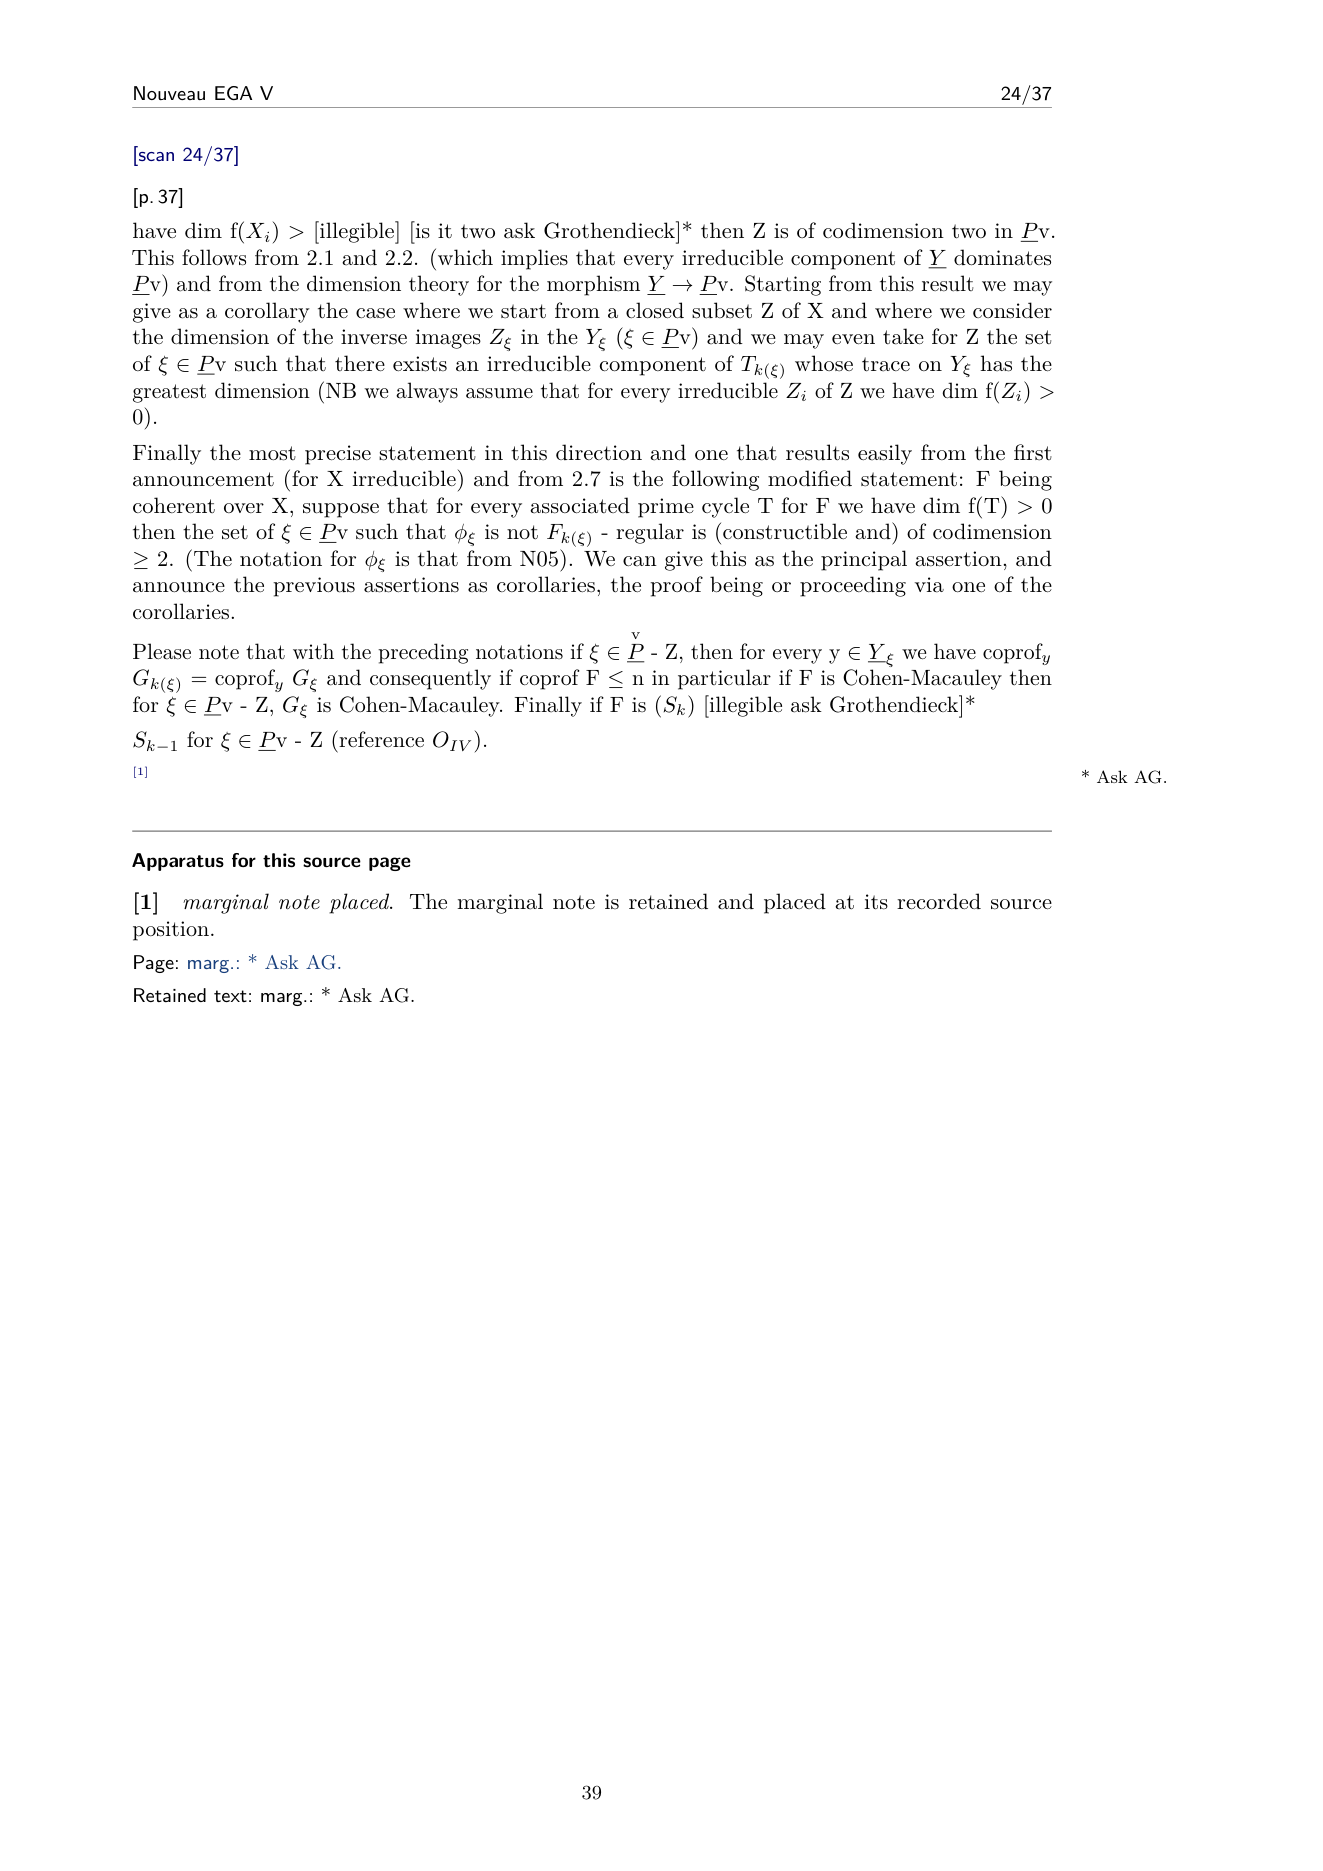 Nouveau EGA V 24/37
[scan 24/37]
[p. 37]
have dim f(X_i) > [illegible] [is it two ask Grothendieck]* then Z is of codimension two in P̲v.
This follows from 2.1 and 2.2. (which implies that every irreducible component of Y̲ dominates
P̲v) and from the dimension theory for the morphism Y̲ → P̲v. Starting from this result we may
give as a corollary the case where we start from a closed subset Z of X and where we consider
the dimension of the inverse images Z_ξ in the Y_ξ (ξ ∈ P̲v) and we may even take for Z the set
of ξ ∈ P̲v such that there exists an irreducible component of T_{k(ξ)} whose trace on Y_ξ has the
greatest dimension (NB we always assume that for every irreducible Z_i of Z we have dim f(Z_i) >
0).
Finally the most precise statement in this direction and one that results easily from the first
announcement (for X irreducible) and from 2.7 is the following modified statement: F being
coherent over X, suppose that for every associated prime cycle T for F we have dim f(T) > 0
then the set of ξ ∈ P̲v such that ϕ_ξ is not F_{k(ξ)} - regular is (constructible and) of codimension
≥ 2. (The notation for ϕ_ξ is that from N05). We can give this as the principal assertion, and
announce the previous assertions as corollaries, the proof being or proceeding via one of the
corollaries.
Please note that with the preceding notations if ξ ∈ \overset{v}{P̲} - Z, then for every y ∈ Y̲_ξ we have coprof_y
G_{k(ξ)} = coprof_y G_ξ and consequently if coprof F ≤ n in particular if F is Cohen-Macauley then
for ξ ∈ P̲v - Z, G_ξ is Cohen-Macauley. Finally if F is (S_k) [illegible ask Grothendieck]*
S_{k−1} for ξ ∈ P̲v - Z (reference O_{IV}).
[1]
* Ask AG.
Apparatus for this source page
[1] marginal note placed. The marginal note is retained and placed at its recorded source
position.
Page: marg.: * Ask AG.
Retained text: marg.: * Ask AG.
39